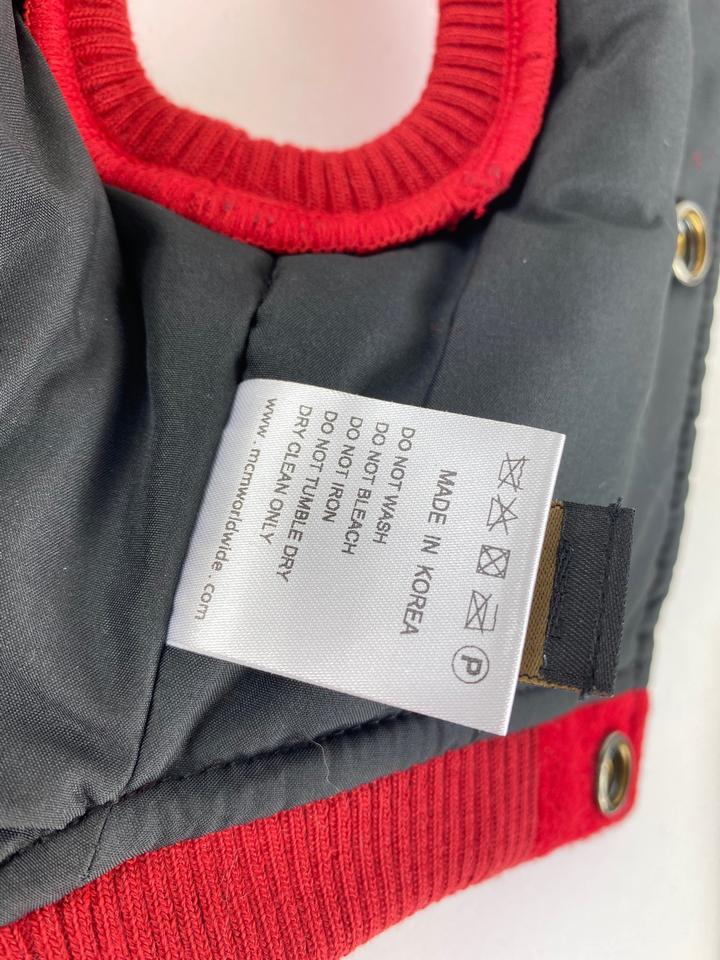 P
MADE IN KOREA
DO NOT WASH
DO NOT BLEACH
DO NOT IRON
DO NOT TUMBLE DRY
DRY CLEAN ONLY
www.mcmworldwide.com